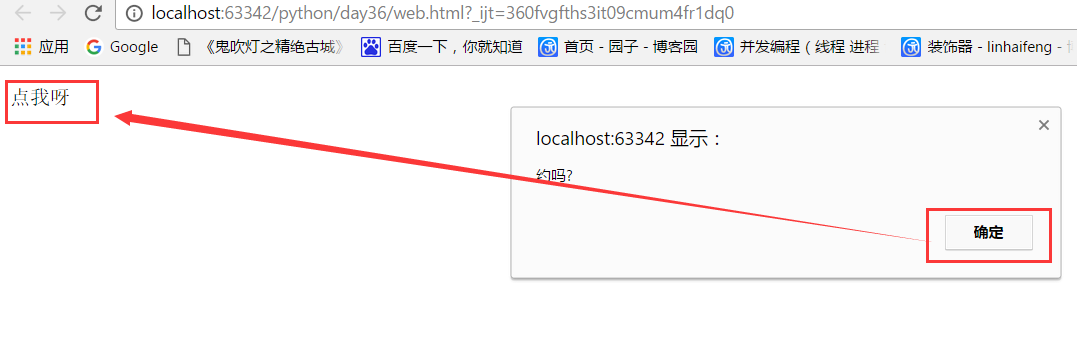 localhost:63342/python/day36/web.html?_ijt=360fvgfths3it09cmum4fr1dq0
应用 Google 《鬼吹灯之精绝古城》 百度一下，你就知道 首页 - 园子 - 博客园 并发编程（线程 进程 装饰器 - linhaifeng -
点我呀
localhost:63342 显示：
约吗?
确定